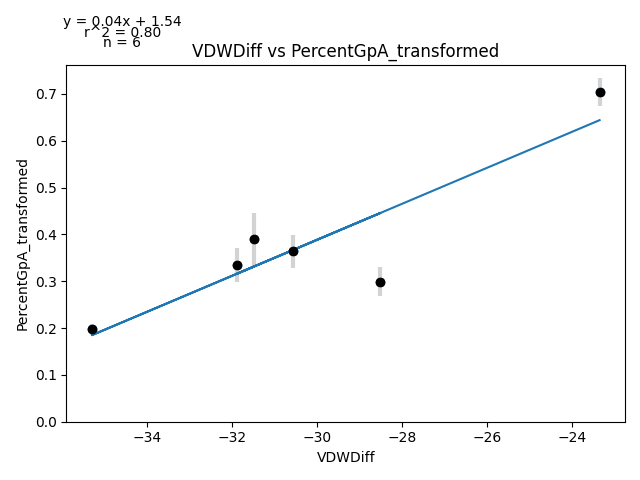 y = 0.04x + 1.54
r^2 = 0.80
n = 6
VDWDiff vs PercentGpA_transformed
PercentGpA_transformed
0.7
0.6
0.5
0.4
0.3
0.2
0.1
0.0
−34
−32
−30
−28
−26
−24
VDWDiff